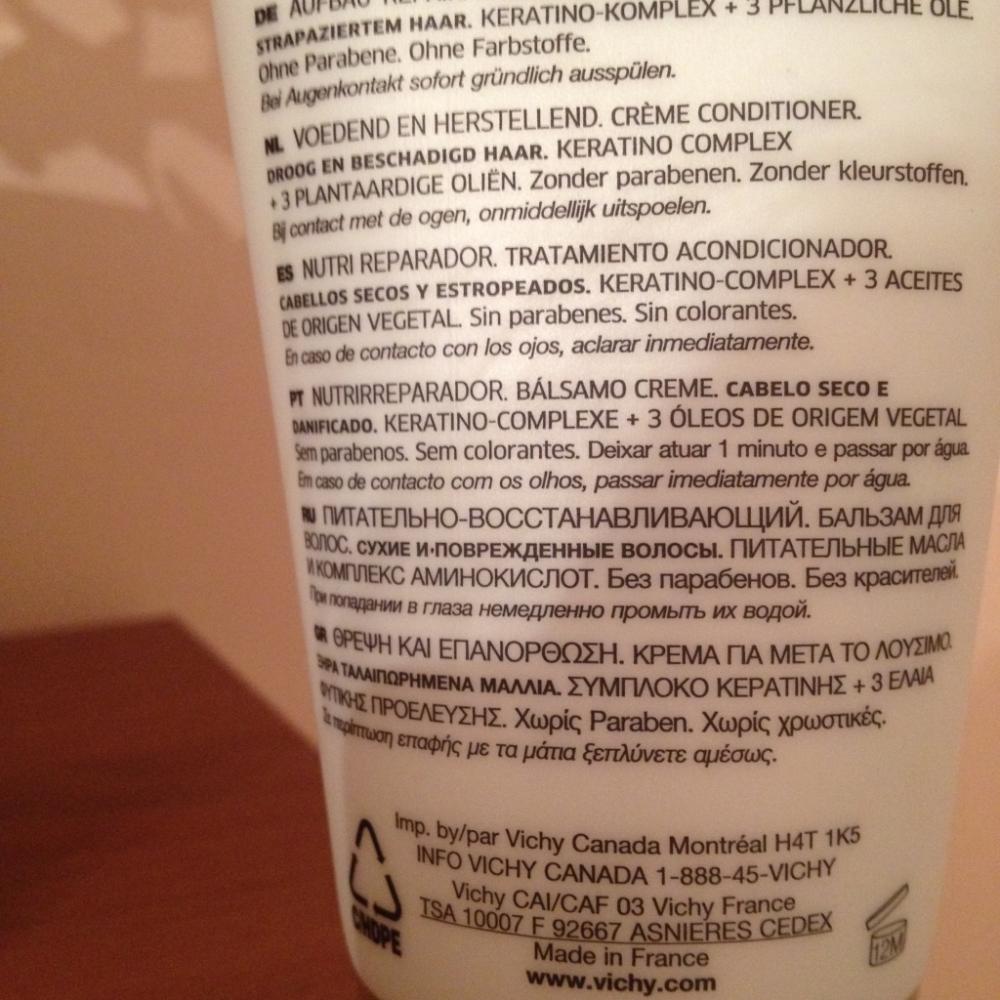 DE AUFBAU
STRAPAZIERTEM HAAR. KERATINO-KOMPLEX + 3 PFLANZLICHE ÖLE.
Ohne Parabene. Ohne Farbstoffe.
Bei Augenkontakt sofort gründlich ausspülen.
NL VOEDEND EN HERSTELLEND. CRÈME CONDITIONER.
DROOG EN BESCHADIGD HAAR. KERATINO COMPLEX
+ 3 PLANTAARDIGE OLIËN. Zonder parabenen. Zonder kleurstoffen.
Bij contact met de ogen, onmiddellijk uitspoelen.
ES NUTRI REPARADOR. TRATAMIENTO ACONDICIONADOR.
CABELLOS SECOS Y ESTROPEADOS. KERATINO-COMPLEX + 3 ACEITES
DE ORIGEN VEGETAL. Sin parabenes. Sin colorantes.
En caso de contacto con los ojos, aclarar inmediatamente.
PT NUTRIRREPARADOR. BÁLSAMO CREME. CABELO SECO E
DANIFICADO. KERATINO-COMPLEXE + 3 ÓLEOS DE ORIGEM VEGETAL
Sem parabenos. Sem colorantes. Deixar atuar 1 minuto e passar por água.
Em caso de contacto com os olhos, passar imediatamente por água.
RU ПИТАТЕЛЬНО-ВОССТАНАВЛИВАЮЩИЙ. БАЛЬЗАМ ДЛЯ
ВОЛОС. СУХИЕ И ПОВРЕЖДЕННЫЕ ВОЛОСЫ. ПИТАТЕЛЬНЫЕ МАСЛА
И КОМПЛЕКС АМИНОКИСЛОТ. Без парабенов. Без красителей.
При попадании в глаза немедленно промыть их водой.
GR ΘΡΕΨΗ ΚΑΙ ΕΠΑΝΟΡΘΩΣΗ. ΚΡΕΜΑ ΓΙΑ ΜΕΤΑ ΤΟ ΛΟΥΣΙΜΟ.
ΞΗΡΑ ΤΑΛΑΙΠΩΡΗΜΕΝΑ ΜΑΛΛΙΑ. ΣΥΜΠΛΟΚΟ ΚΕΡΑΤΙΝΗΣ + 3 ΕΛΑΙΑ
ΦΥΤΙΚΗΣ ΠΡΟΕΛΕΥΣΗΣ. Χωρίς Paraben. Χωρίς χρωστικές.
Σε περίπτωση επαφής με τα μάτια ξεπλύνετε αμέσως.
Imp. by/par Vichy Canada Montréal H4T 1K5
INFO VICHY CANADA 1-888-45-VICHY
Vichy CAI/CAF 03 Vichy France
TSA 10007 F 92667 ASNIERES CEDEX
Made in France
www.vichy.com
HDPE
12M